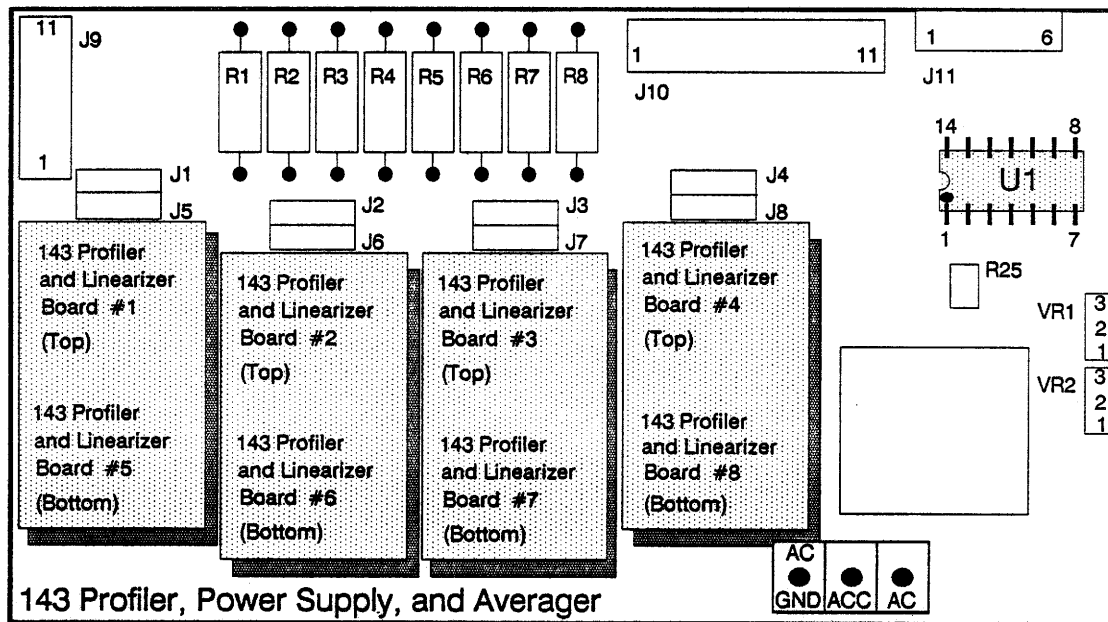 11
J9
1
R1 R2 R3 R4 R5 R6 R7 R8
1 11
J10
1 6
J11
14 8
U1
1 7
J1
J5
J2
J6
J3
J7
J4
J8
143 Profiler
and Linearizer
Board #1
(Top)
143 Profiler
and Linearizer
Board #5
(Bottom)
143 Profiler
and Linearizer
Board #2
(Top)
143 Profiler
and Linearizer
Board #6
(Bottom)
143 Profiler
and Linearizer
Board #3
(Top)
143 Profiler
and Linearizer
Board #7
(Bottom)
143 Profiler
and Linearizer
Board #4
(Top)
143 Profiler
and Linearizer
Board #8
(Bottom)
R25
VR1
3
2
1
VR2
3
2
1
AC
GND ACC AC
143 Profiler, Power Supply, and Averager